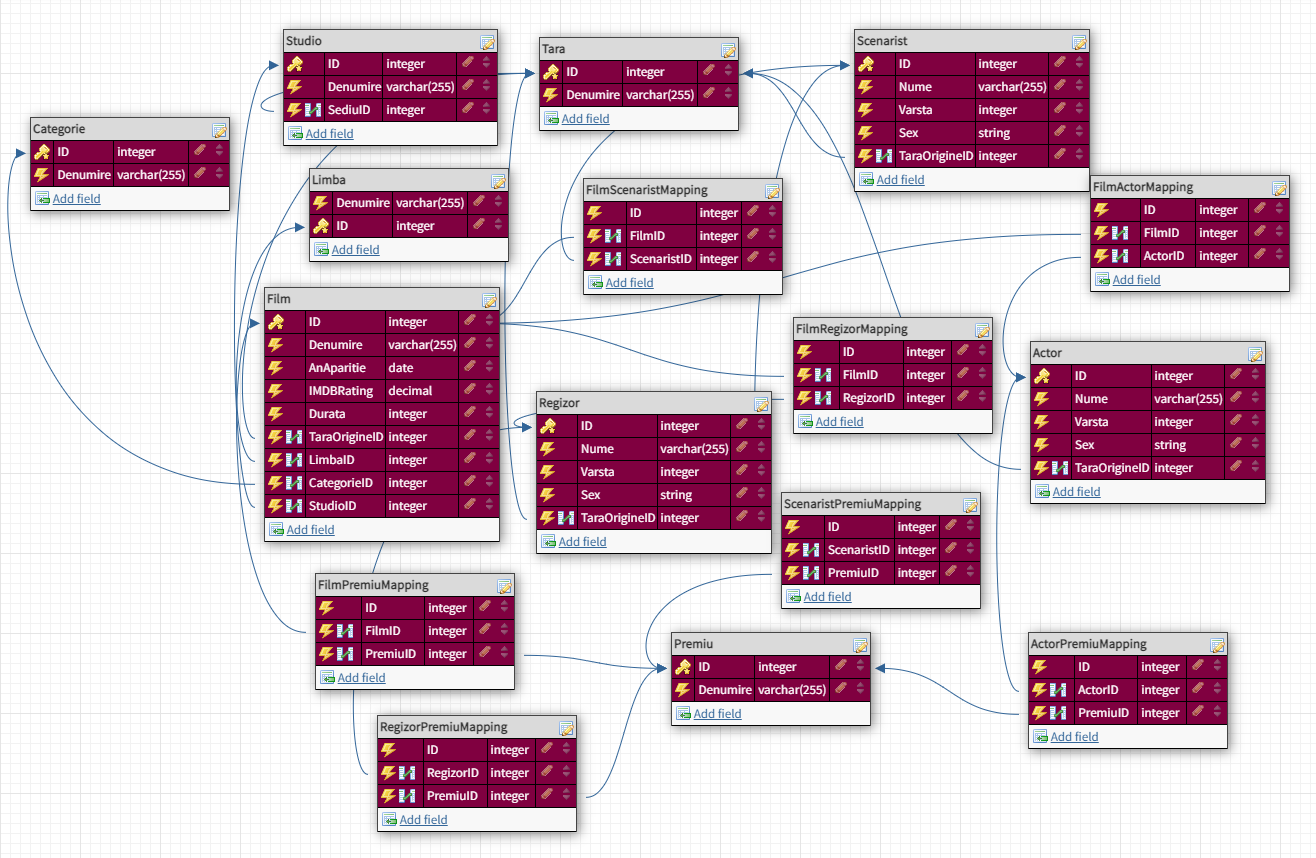 Studio
ID integer
Denumire varchar(255)
SediuID integer
Add field
Tara
ID integer
Denumire varchar(255)
Add field
Scenarist
ID integer
Nume varchar(255)
Varsta integer
Sex string
TaraOrigineID integer
Add field
Categorie
ID integer
Denumire varchar(255)
Add field
Limba
Denumire varchar(255)
ID integer
Add field
FilmScenaristMapping
ID integer
FilmID integer
ScenaristID integer
Add field
FilmActorMapping
ID integer
FilmID integer
ActorID integer
Add field
Film
ID integer
Denumire varchar(255)
AnAparitie date
IMDBRating decimal
Durata integer
TaraOrigineID integer
LimbaID integer
CategorieID integer
StudioID integer
Add field
FilmRegizorMapping
ID integer
FilmID integer
RegizorID integer
Add field
Actor
ID integer
Nume varchar(255)
Varsta integer
Sex string
TaraOrigineID integer
Add field
Regizor
ID integer
Nume varchar(255)
Varsta integer
Sex string
TaraOrigineID integer
Add field
ScenaristPremiuMapping
ID integer
ScenaristID integer
PremiuID integer
Add field
FilmPremiuMapping
ID integer
FilmID integer
PremiuID integer
Add field
Premiu
ID integer
Denumire varchar(255)
Add field
ActorPremiuMapping
ID integer
ActorID integer
PremiuID integer
Add field
RegizorPremiuMapping
ID integer
RegizorID integer
PremiuID integer
Add field